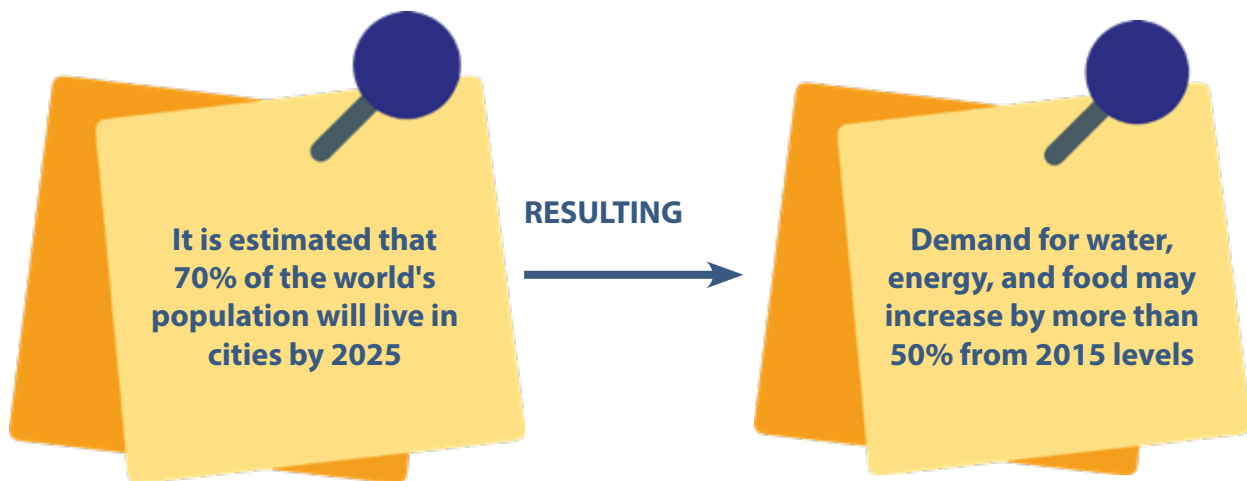 It is estimated that
70% of the world's
population will live in
cities by 2025
RESULTING
Demand for water,
energy, and food may
increase by more than
50% from 2015 levels